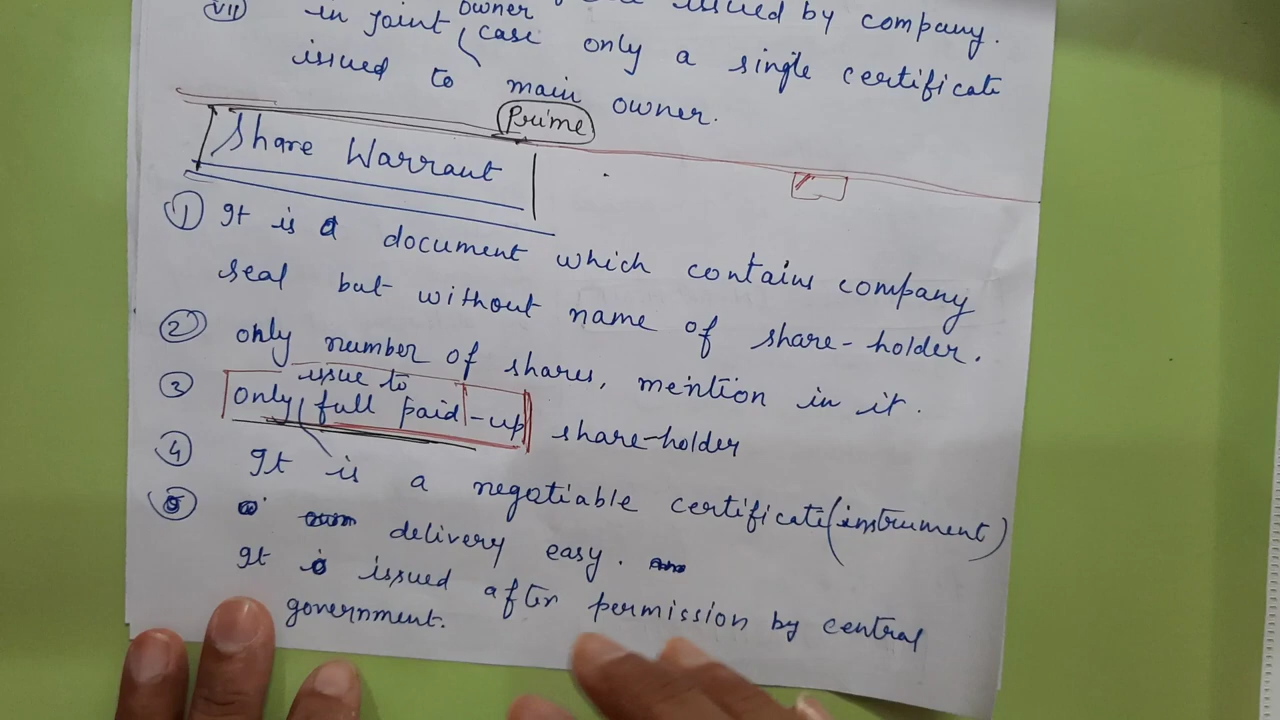 VII in joint owner case only a single certificate
issued by company.
issued to main owner.
Prime
Share Warrant
1 It is a document which contains company
seal but without name of share-holder.
2 only number of shares, mention in it.
3 only issue to full paid-up share-holder
4 It is a negotiable certificate (instrument)
5 delivery easy.
It is issued after permission by central
government.